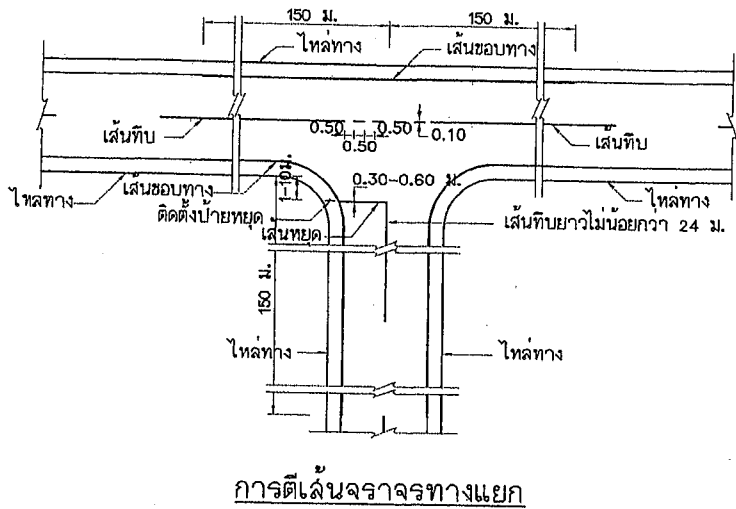 150 ม. 150 ม.
ไหล่ทาง
เส้นขอบทาง
เส้นทึบ
0.50 0.50 0.10
0.50
เส้นทึบ
1-10ม.
0.30-0.60 ม.
ไหล่ทาง
เส้นขอบทาง
ติดตั้งป้ายหยุด
เส้นหยุด
ไหล่ทาง
เส้นทึบยาวไม่น้อยกว่า 24 ม.
150 ม.
ไหล่ทาง
ไหล่ทาง
การตีเส้นจราจรทางแยก